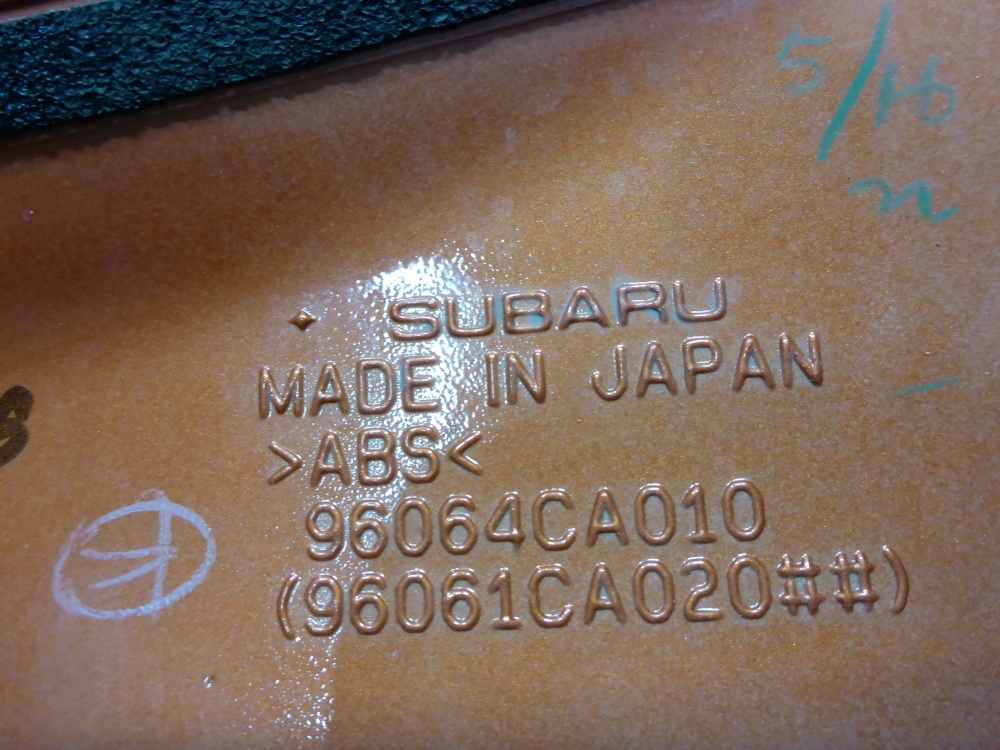 5/16
SUBARU
MADE IN JAPAN
>ABS<
96064CA010
(96061CA020##)